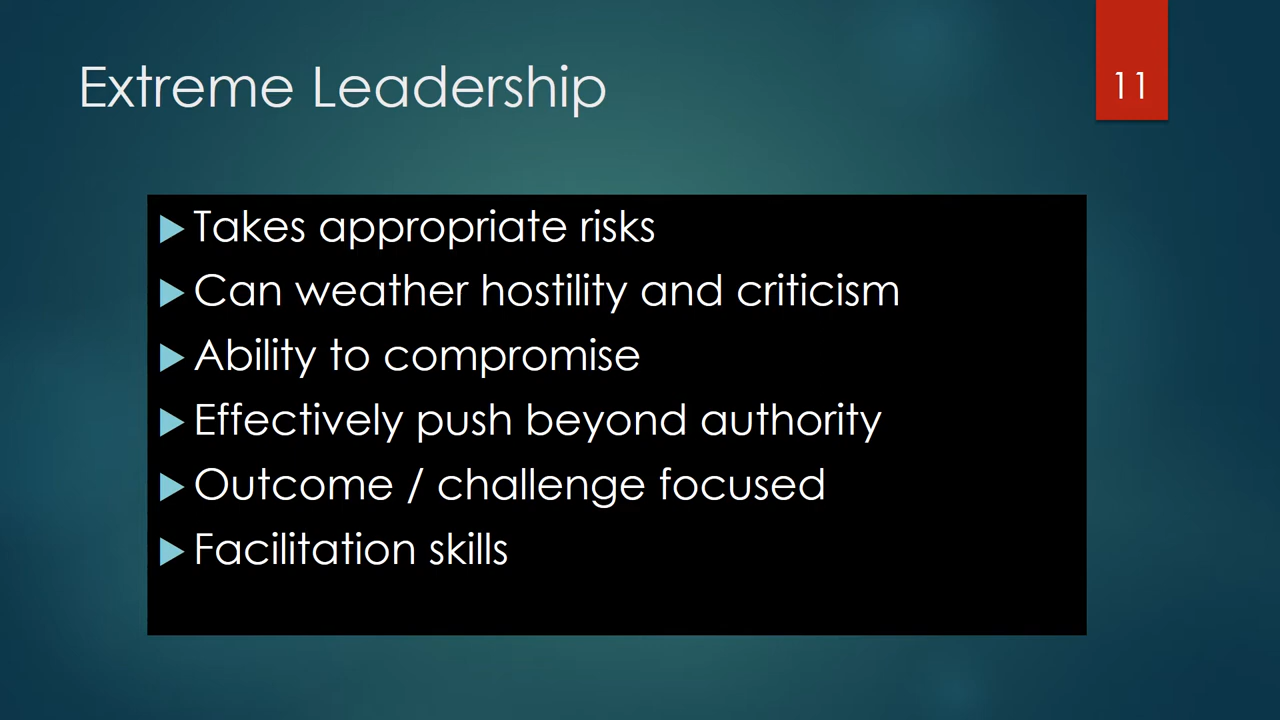 Extreme Leadership
11
Takes appropriate risks
Can weather hostility and criticism
Ability to compromise
Effectively push beyond authority
Outcome / challenge focused
Facilitation skills